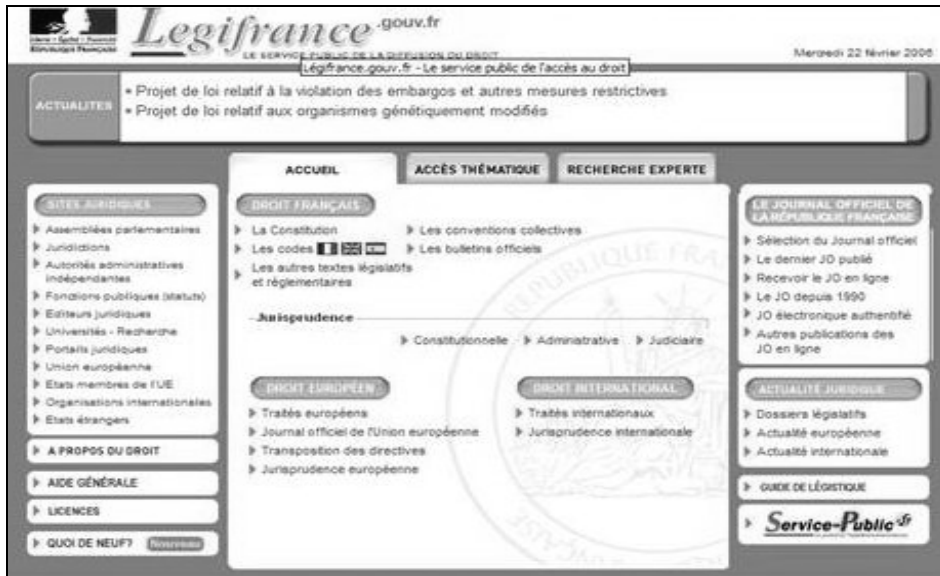 Liberté • Égalité • Fraternité
RÉPUBLIQUE FRANÇAISE
Legifrance .gouv.fr
LE SERVICE PUBLIC DE LA DIFFUSION DU DROIT
Mercredi 22 février 2006
Légifrance.gouv.fr - Le service public de l'accès au droit
ACTUALITES
• Projet de loi relatif à la violation des embargos et autres mesures restrictives
• Projet de loi relatif aux organismes génétiquement modifiés
ACCUEIL
ACCÈS THÉMATIQUE
RECHERCHE EXPERTE
SITES JURIDIQUES
Assemblées parlementaires
Juridictions
Autorités administratives
indépendantes
Fonctions publiques (statuts)
Editeurs juridiques
Universités - Recherche
Portails juridiques
Union européenne
Etats membres de l'UE
Organisations internationales
Etats étrangers
A PROPOS DU DROIT
AIDE GÉNÉRALE
LICENCES
QUOI DE NEUF? Nouveau
DROIT FRANÇAIS
La Constitution
Les codes
Les autres textes législatifs
et réglementaires
Les conventions collectives
Les bulletins officiels
Jurisprudence
Constitutionnelle
Administrative
Judiciaire
DROIT EUROPÉEN
Traités européens
Journal officiel de l'Union européenne
Transposition des directives
Jurisprudence européenne
DROIT INTERNATIONAL
Traités internationaux
Jurisprudence internationale
RÉPUBLIQUE FRANÇAISE
LE JOURNAL OFFICIEL DE
LA RÉPUBLIQUE FRANÇAISE
Sélection du Journal officiel
Le dernier JO publié
Recevoir le JO en ligne
Le JO depuis 1990
JO électronique authentifié
Autres publications des
JO en ligne
ACTUALITÉ JURIDIQUE
Dossiers législatifs
Actualité européenne
Actualité internationale
GUIDE DE LÉGISTIQUE
Service-Public.fr